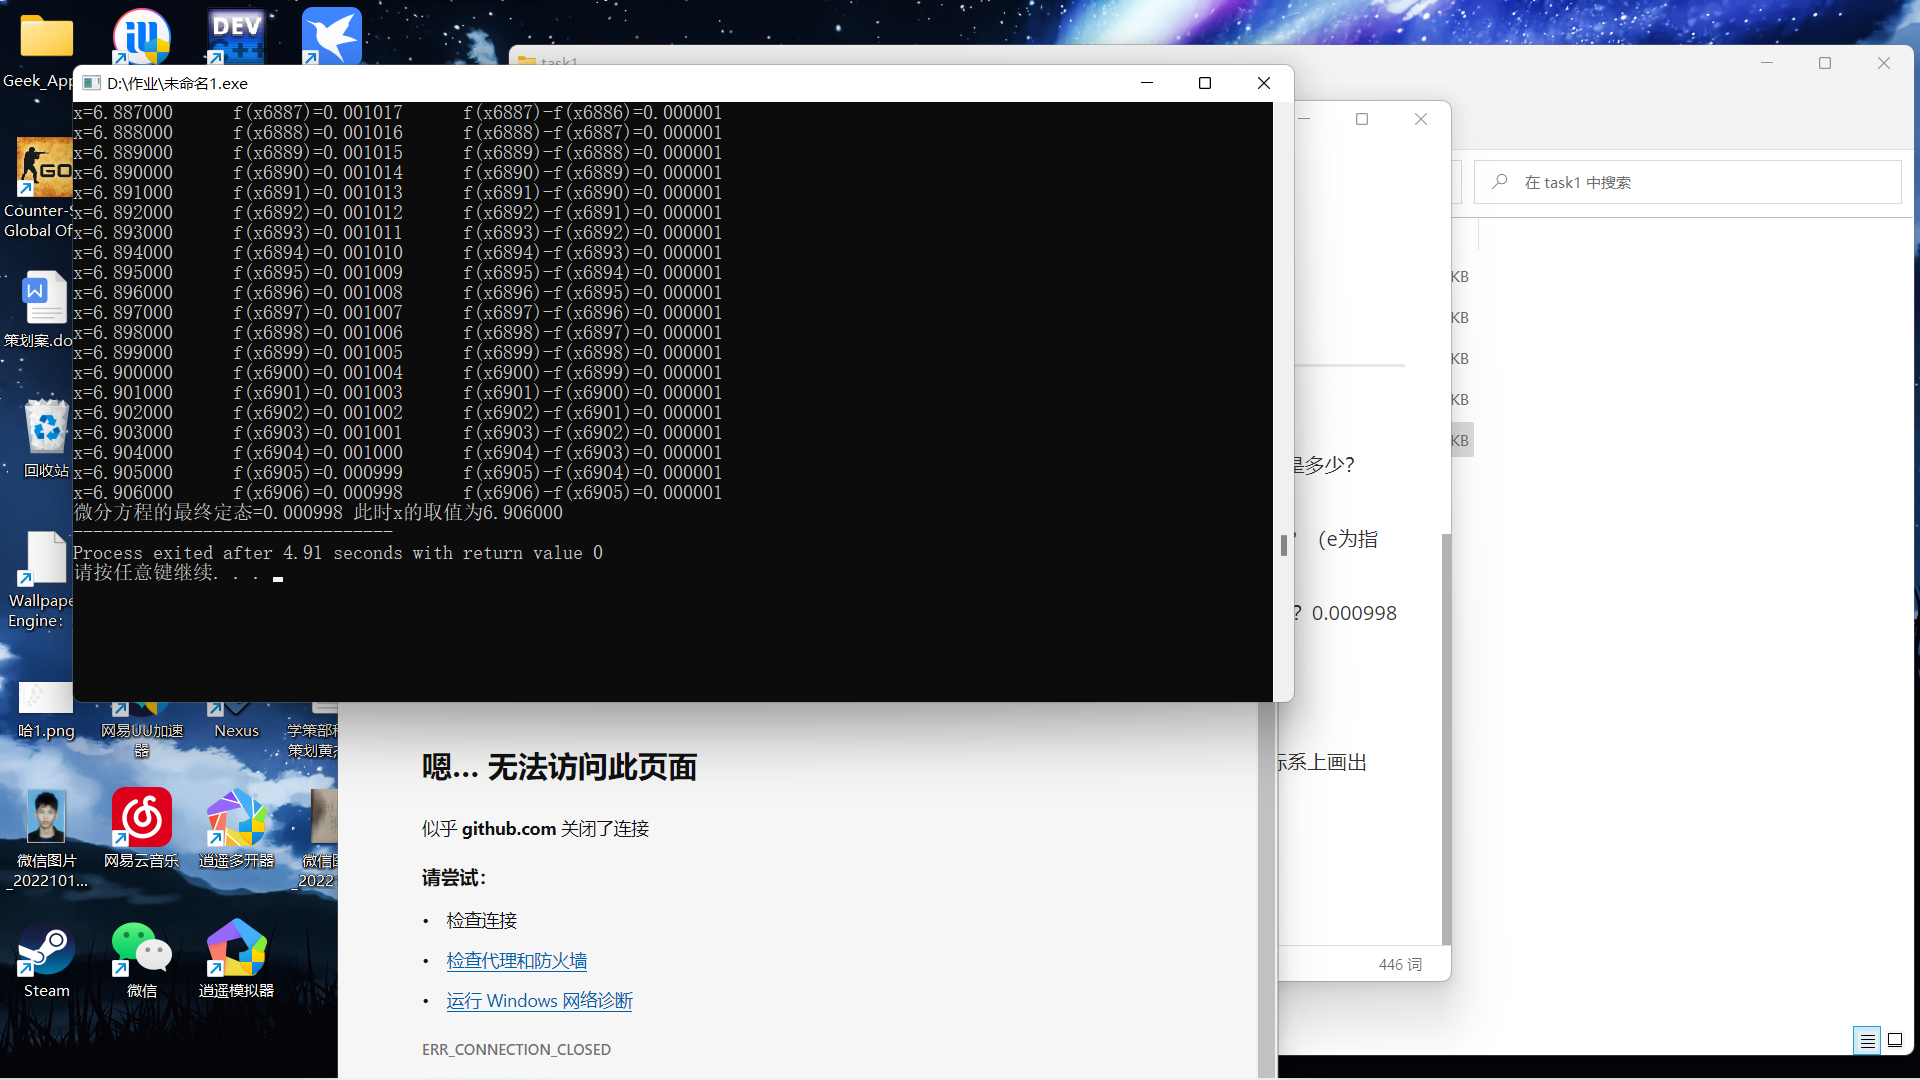 Geek_App
DEV
C++
task1
D:\作业\未命名1.exe
x=6.887000 f(x6887)=0.001017 f(x6887)-f(x6886)=0.000001
x=6.888000 f(x6888)=0.001016 f(x6888)-f(x6887)=0.000001
x=6.889000 f(x6889)=0.001015 f(x6889)-f(x6888)=0.000001
x=6.890000 f(x6890)=0.001014 f(x6890)-f(x6889)=0.000001
x=6.891000 f(x6891)=0.001013 f(x6891)-f(x6890)=0.000001
x=6.892000 f(x6892)=0.001012 f(x6892)-f(x6891)=0.000001
x=6.893000 f(x6893)=0.001011 f(x6893)-f(x6892)=0.000001
x=6.894000 f(x6894)=0.001010 f(x6894)-f(x6893)=0.000001
x=6.895000 f(x6895)=0.001009 f(x6895)-f(x6894)=0.000001
x=6.896000 f(x6896)=0.001008 f(x6896)-f(x6895)=0.000001
x=6.897000 f(x6897)=0.001007 f(x6897)-f(x6896)=0.000001
x=6.898000 f(x6898)=0.001006 f(x6898)-f(x6897)=0.000001
x=6.899000 f(x6899)=0.001005 f(x6899)-f(x6898)=0.000001
x=6.900000 f(x6900)=0.001004 f(x6900)-f(x6899)=0.000001
x=6.901000 f(x6901)=0.001003 f(x6901)-f(x6900)=0.000001
x=6.902000 f(x6902)=0.001002 f(x6902)-f(x6901)=0.000001
x=6.903000 f(x6903)=0.001001 f(x6903)-f(x6902)=0.000001
x=6.904000 f(x6904)=0.001000 f(x6904)-f(x6903)=0.000001
x=6.905000 f(x6905)=0.000999 f(x6905)-f(x6904)=0.000001
x=6.906000 f(x6906)=0.000998 f(x6906)-f(x6905)=0.000001
微分方程的最终定态=0.000998 此时x的取值为6.906000
--------------------------------
Process exited after 4.91 seconds with return value 0
请按任意键继续. . .
GO
Counter-S
Global Of
W
策划案.do
回收站
Wallpape
Engine：
哈1.png
网易UU加速
器
Nexus
学策部
策划黄
微信图片
_2022101...
网易云音乐
逍遥多开器
微信图
_2022
Steam
微信
逍遥模拟器
在 task1 中搜索
KB
KB
KB
KB
KB
是多少？
？ （e为指
？ 0.000998
标系上画出
446 词
嗯... 无法访问此页面
似乎 github.com 关闭了连接
请尝试：
• 检查连接
• 检查代理和防火墙
• 运行 Windows 网络诊断
ERR_CONNECTION_CLOSED